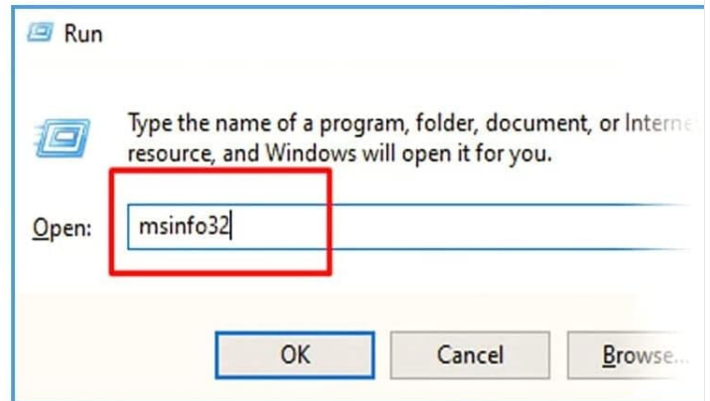 Run
Type the name of a program, folder, document, or Interne
resource, and Windows will open it for you.
Open: msinfo32
OK Cancel Browse...